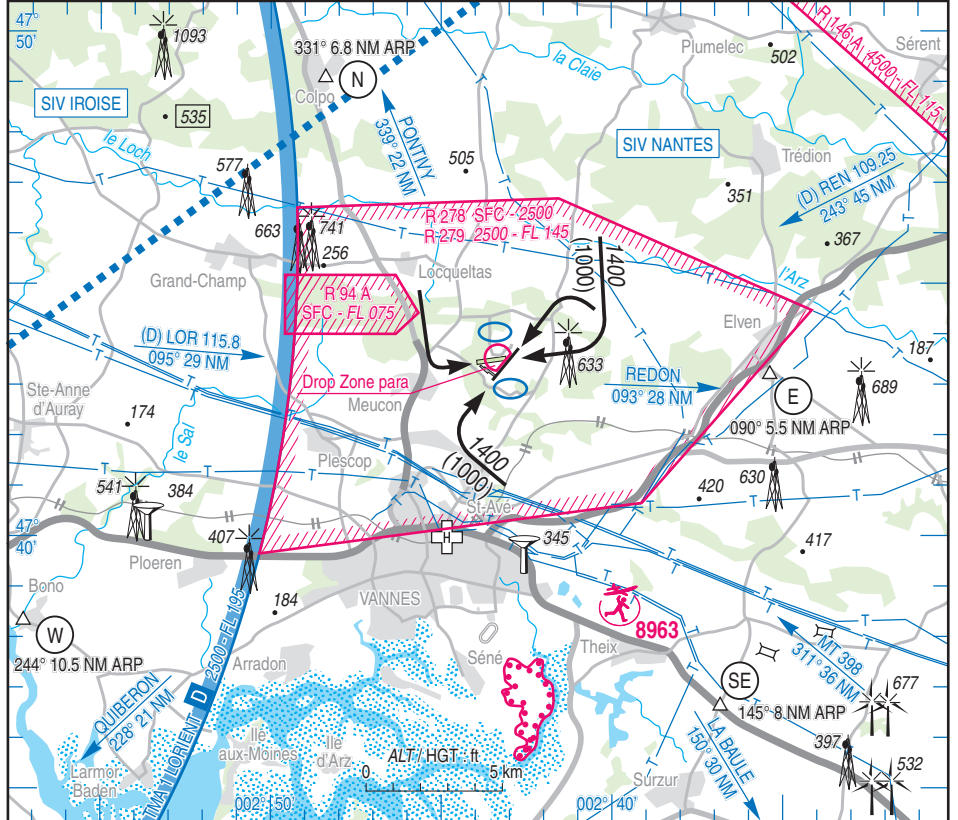 47°
50'
1093
331° 6.8 NM ARP
N
Colpo
SIV IROISE
535
le Loch
577
PONTIVY
339° 22 NM
505
la Claie
Plumelec
502
Sérent
R 146 A 4500 - FL 115
SIV NANTES
Trédion
351
(D) REN 109.25
243° 45 NM
367
R 278 SFC - 2500
R 279 2500 - FL 145
663
741
256
Grand-Champ
Locqueltas
1400
(1000)
l'Arz
R 94 A
SFC - FL 075
Elven
187
(D) LOR 115.8
095° 29 NM
633
Drop Zone para
REDON
093° 28 NM
E
689
090° 5.5 NM ARP
Ste-Anne
d'Auray
174
Meucon
le Sal
Plescop
1400
(1000)
541
384
St-Avé
420
630
47°
40'
407
H
345
417
Ploeren
Bono
184
VANNES
8963
W
244° 10.5 NM ARP
Arradon
Séné
Theix
MT 398
311° 36 NM
SE
145° 8 NM ARP
677
QUIBERON
228° 21 NM
TMA 1 LORIENT D 2500 - FL 195
Ile
aux-Moines
Ile
d'Arz
ALT / HGT : ft
0
5 km
LA BAULE
150° 30 NM
397
532
Larmor-
Baden
Surzur
002° 50'
002° 40'
T